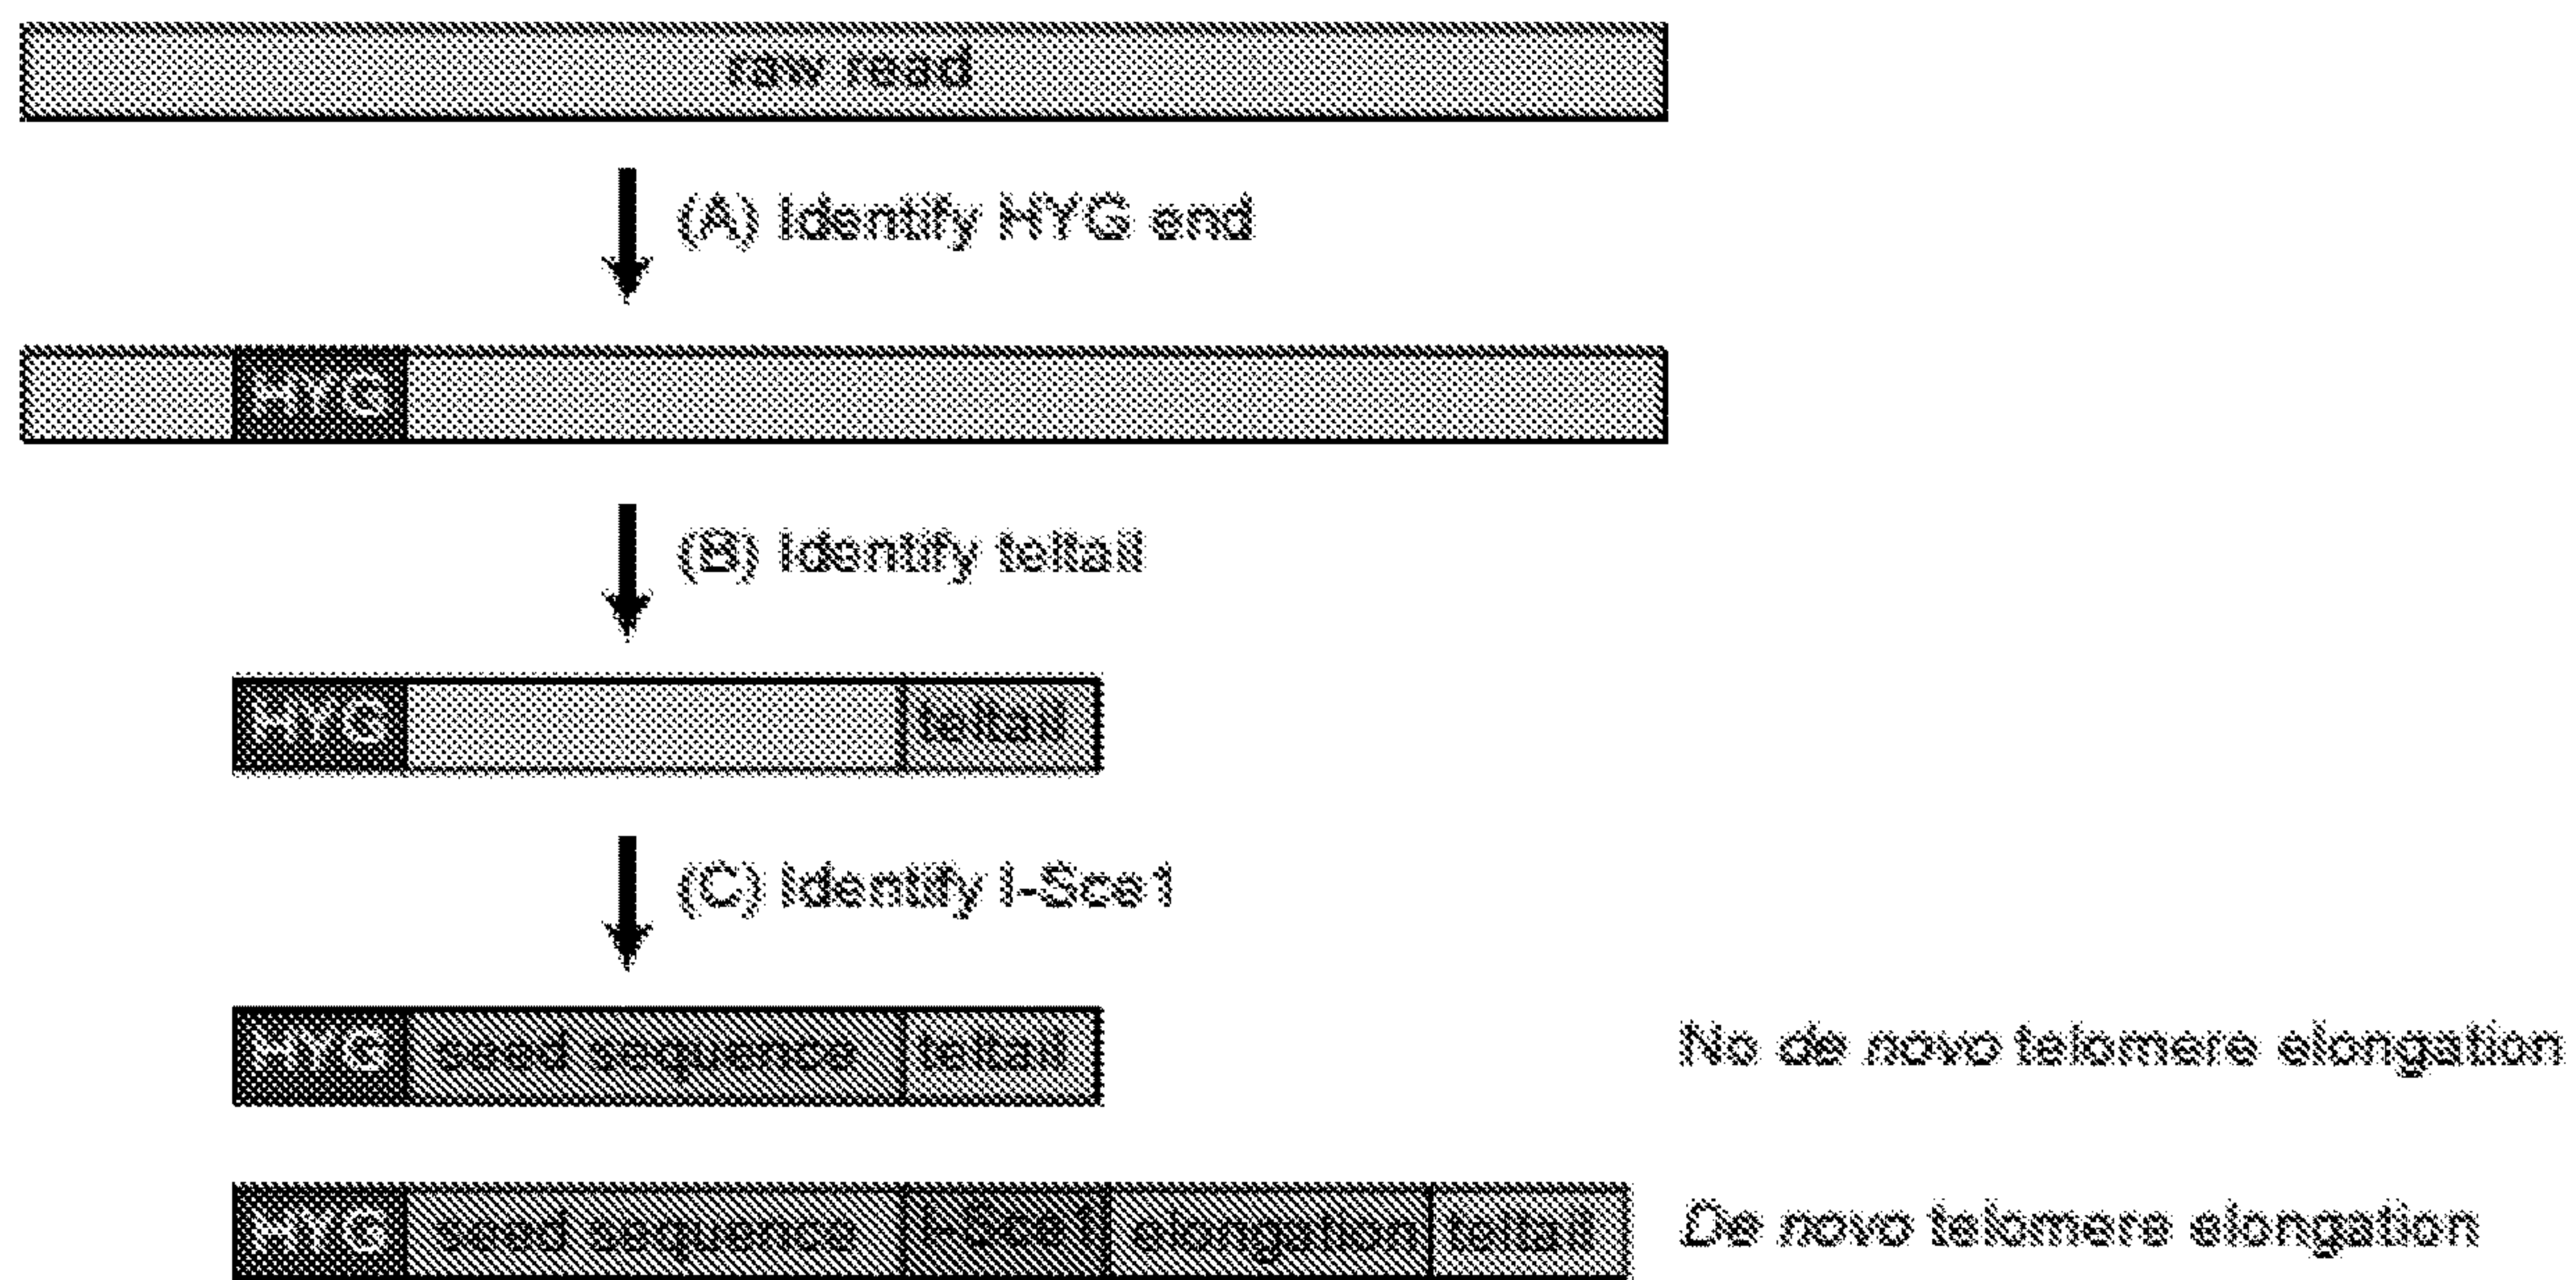 raw read
(A) Identify HYG end
HYG
(B) Identify teltail
HYG teltail
(C) Identify I-Sce1
HYG seed sequence teltail No de novo telomere elongation
HYG seed sequence I-Sce1 elongation teltail De novo telomere elongation